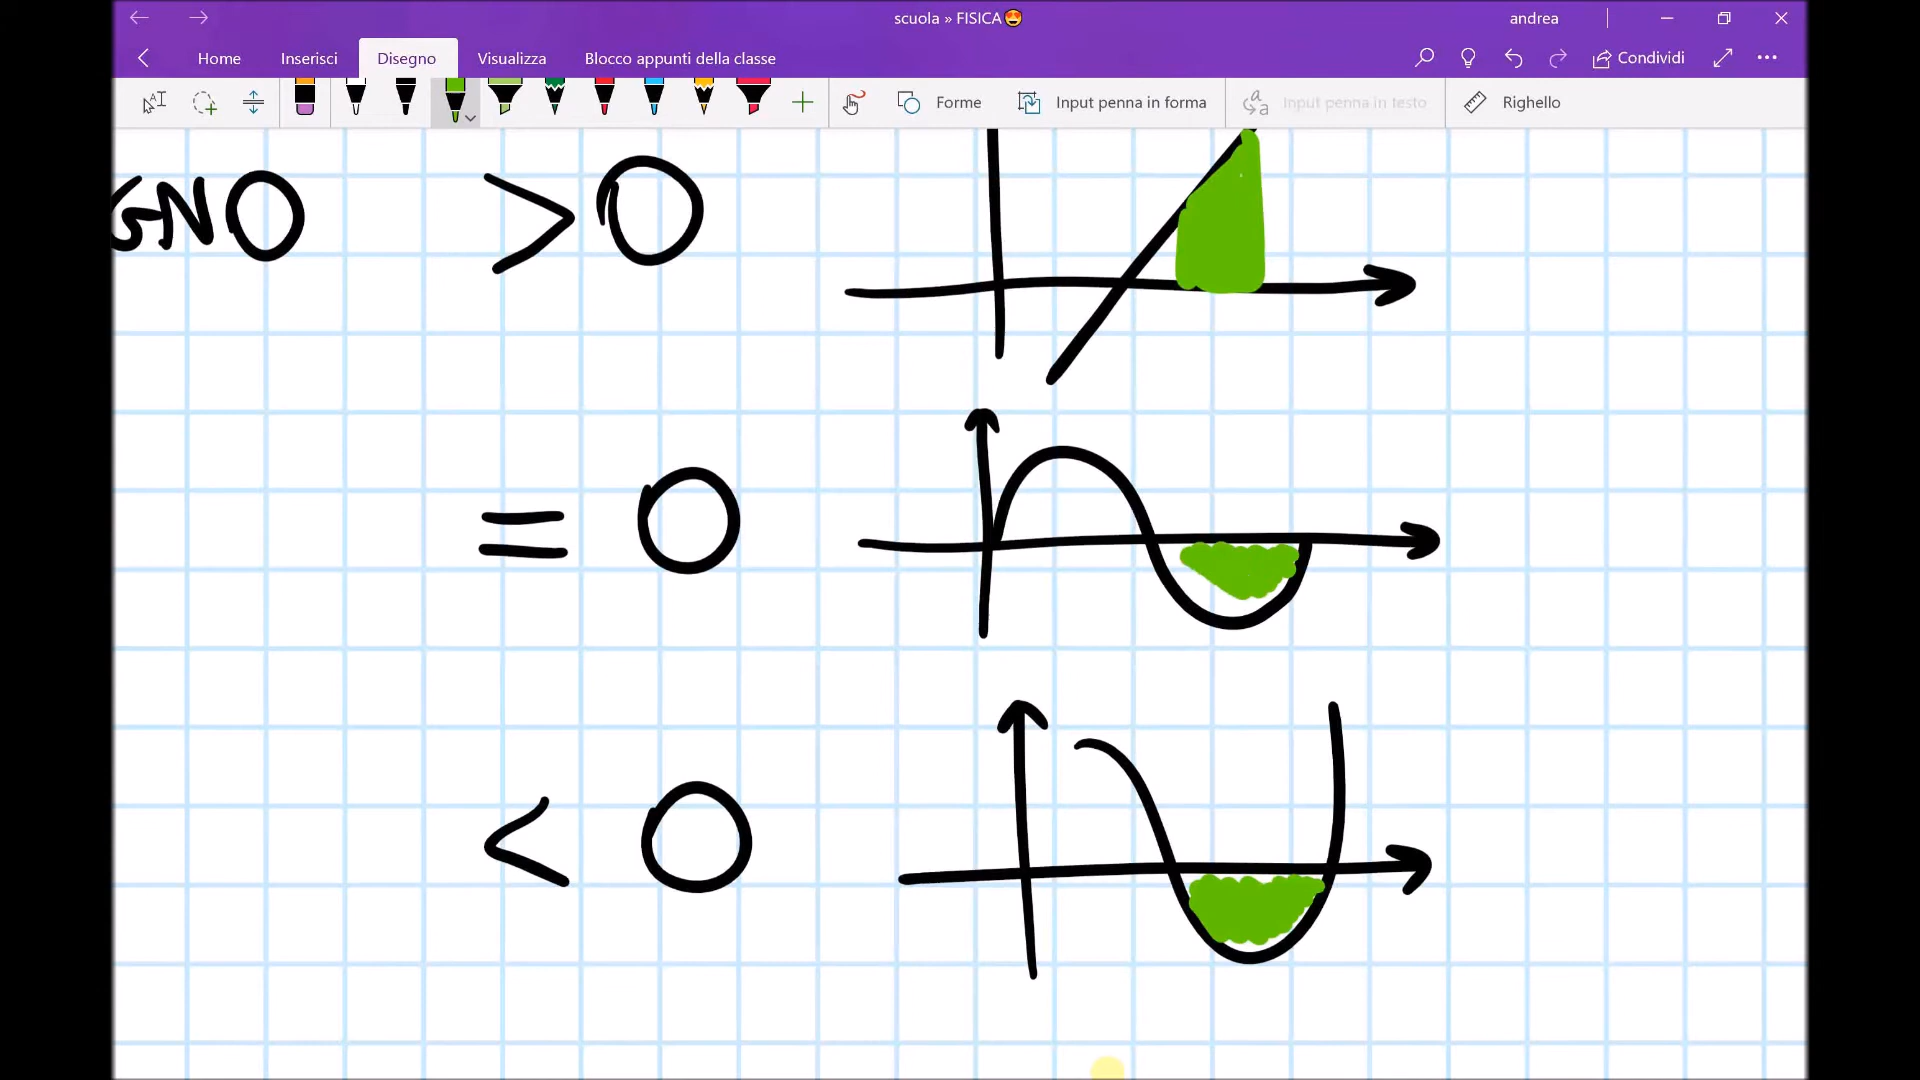 scuola » FISICA😍
andrea
Home Inserisci Disegno Visualizza Blocco appunti della classe Condividi
Forme Input penna in forma Input penna in testo Righello
GNO > 0
= 0
< 0